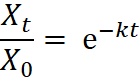 X_t / X_0 = e^{-kt}